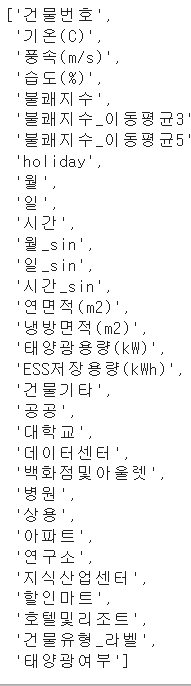 ['건물번호',
'기온(C)',
'풍속(m/s)',
'습도(%)',
'불쾌지수',
'불쾌지수_이동평균3'
'불쾌지수_이동평균5'
'holiday',
'월',
'일',
'시간',
'월_sin',
'일_sin',
'시간_sin',
'연면적(m2)',
'냉방면적(m2)',
'태양광용량(kW)',
'ESS저장용량(kWh)',
'건물기타',
'공공',
'대학교',
'데이터센터',
'백화점및아울렛',
'병원',
'상용',
'아파트',
'연구소',
'지식산업센터',
'할인마트',
'호텔및리조트',
'건물유형_라벨',
'태양광여부']